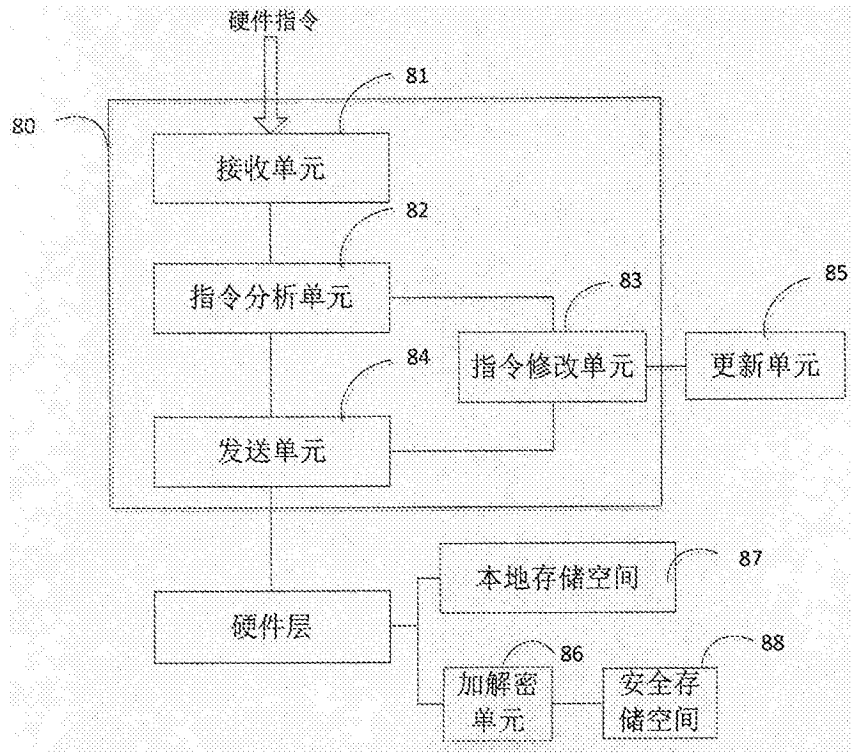 硬件指令
81
80
接收单元
82
指令分析单元
83
85
84
指令修改单元
更新单元
发送单元
87
本地存储空间
硬件层
86
88
加解密
单元
安全存
储空间